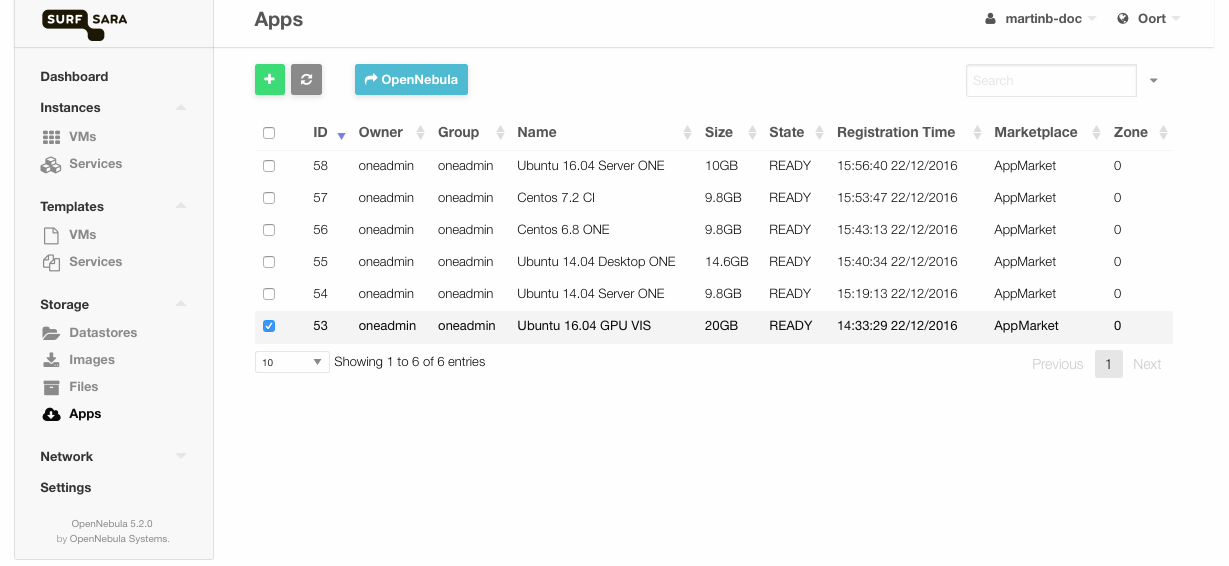 SURF SARA
Apps
martinb-doc
Oort
Dashboard
Instances
VMs
Services
Templates
VMs
Services
Storage
Datastores
Images
Files
Apps
Network
Settings
OpenNebula 5.2.0
by OpenNebula Systems.
OpenNebula
Search
ID Owner Group Name Size State Registration Time Marketplace Zone
58 oneadmin oneadmin Ubuntu 16.04 Server ONE 10GB READY 15:56:40 22/12/2016 AppMarket 0
57 oneadmin oneadmin Centos 7.2 CI 9.8GB READY 15:53:47 22/12/2016 AppMarket 0
56 oneadmin oneadmin Centos 6.8 ONE 9.8GB READY 15:43:13 22/12/2016 AppMarket 0
55 oneadmin oneadmin Ubuntu 14.04 Desktop ONE 14.6GB READY 15:40:34 22/12/2016 AppMarket 0
54 oneadmin oneadmin Ubuntu 14.04 Server ONE 9.8GB READY 15:19:13 22/12/2016 AppMarket 0
53 oneadmin oneadmin Ubuntu 16.04 GPU VIS 20GB READY 14:33:29 22/12/2016 AppMarket 0
10 Showing 1 to 6 of 6 entries
Previous 1 Next